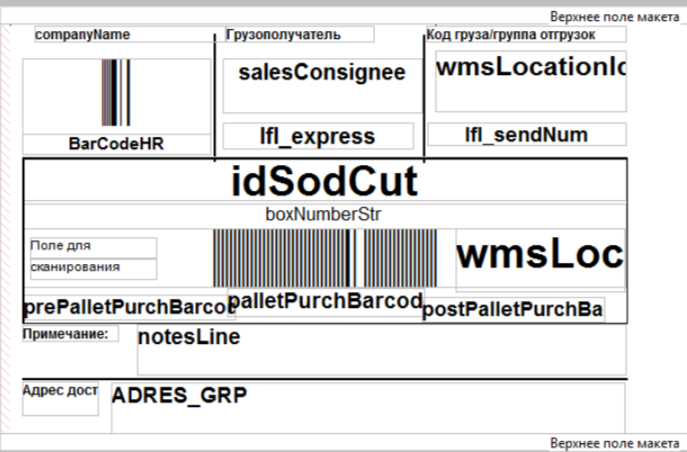 Верхнее поле макета
companyName
Грузополучатель
Код груза/группа отгрузок
salesConsignee
wmsLocationIc
BarCodeHR
lfl_express
lfl_sendNum
idSodCut
boxNumberStr
Поле для
сканирования
wmsLoc
prePalletPurchBarcod
palletPurchBarcod
postPalletPurchBa
Примечание:
notesLine
Адрес дост
ADRES_GRP
Верхнее поле макета